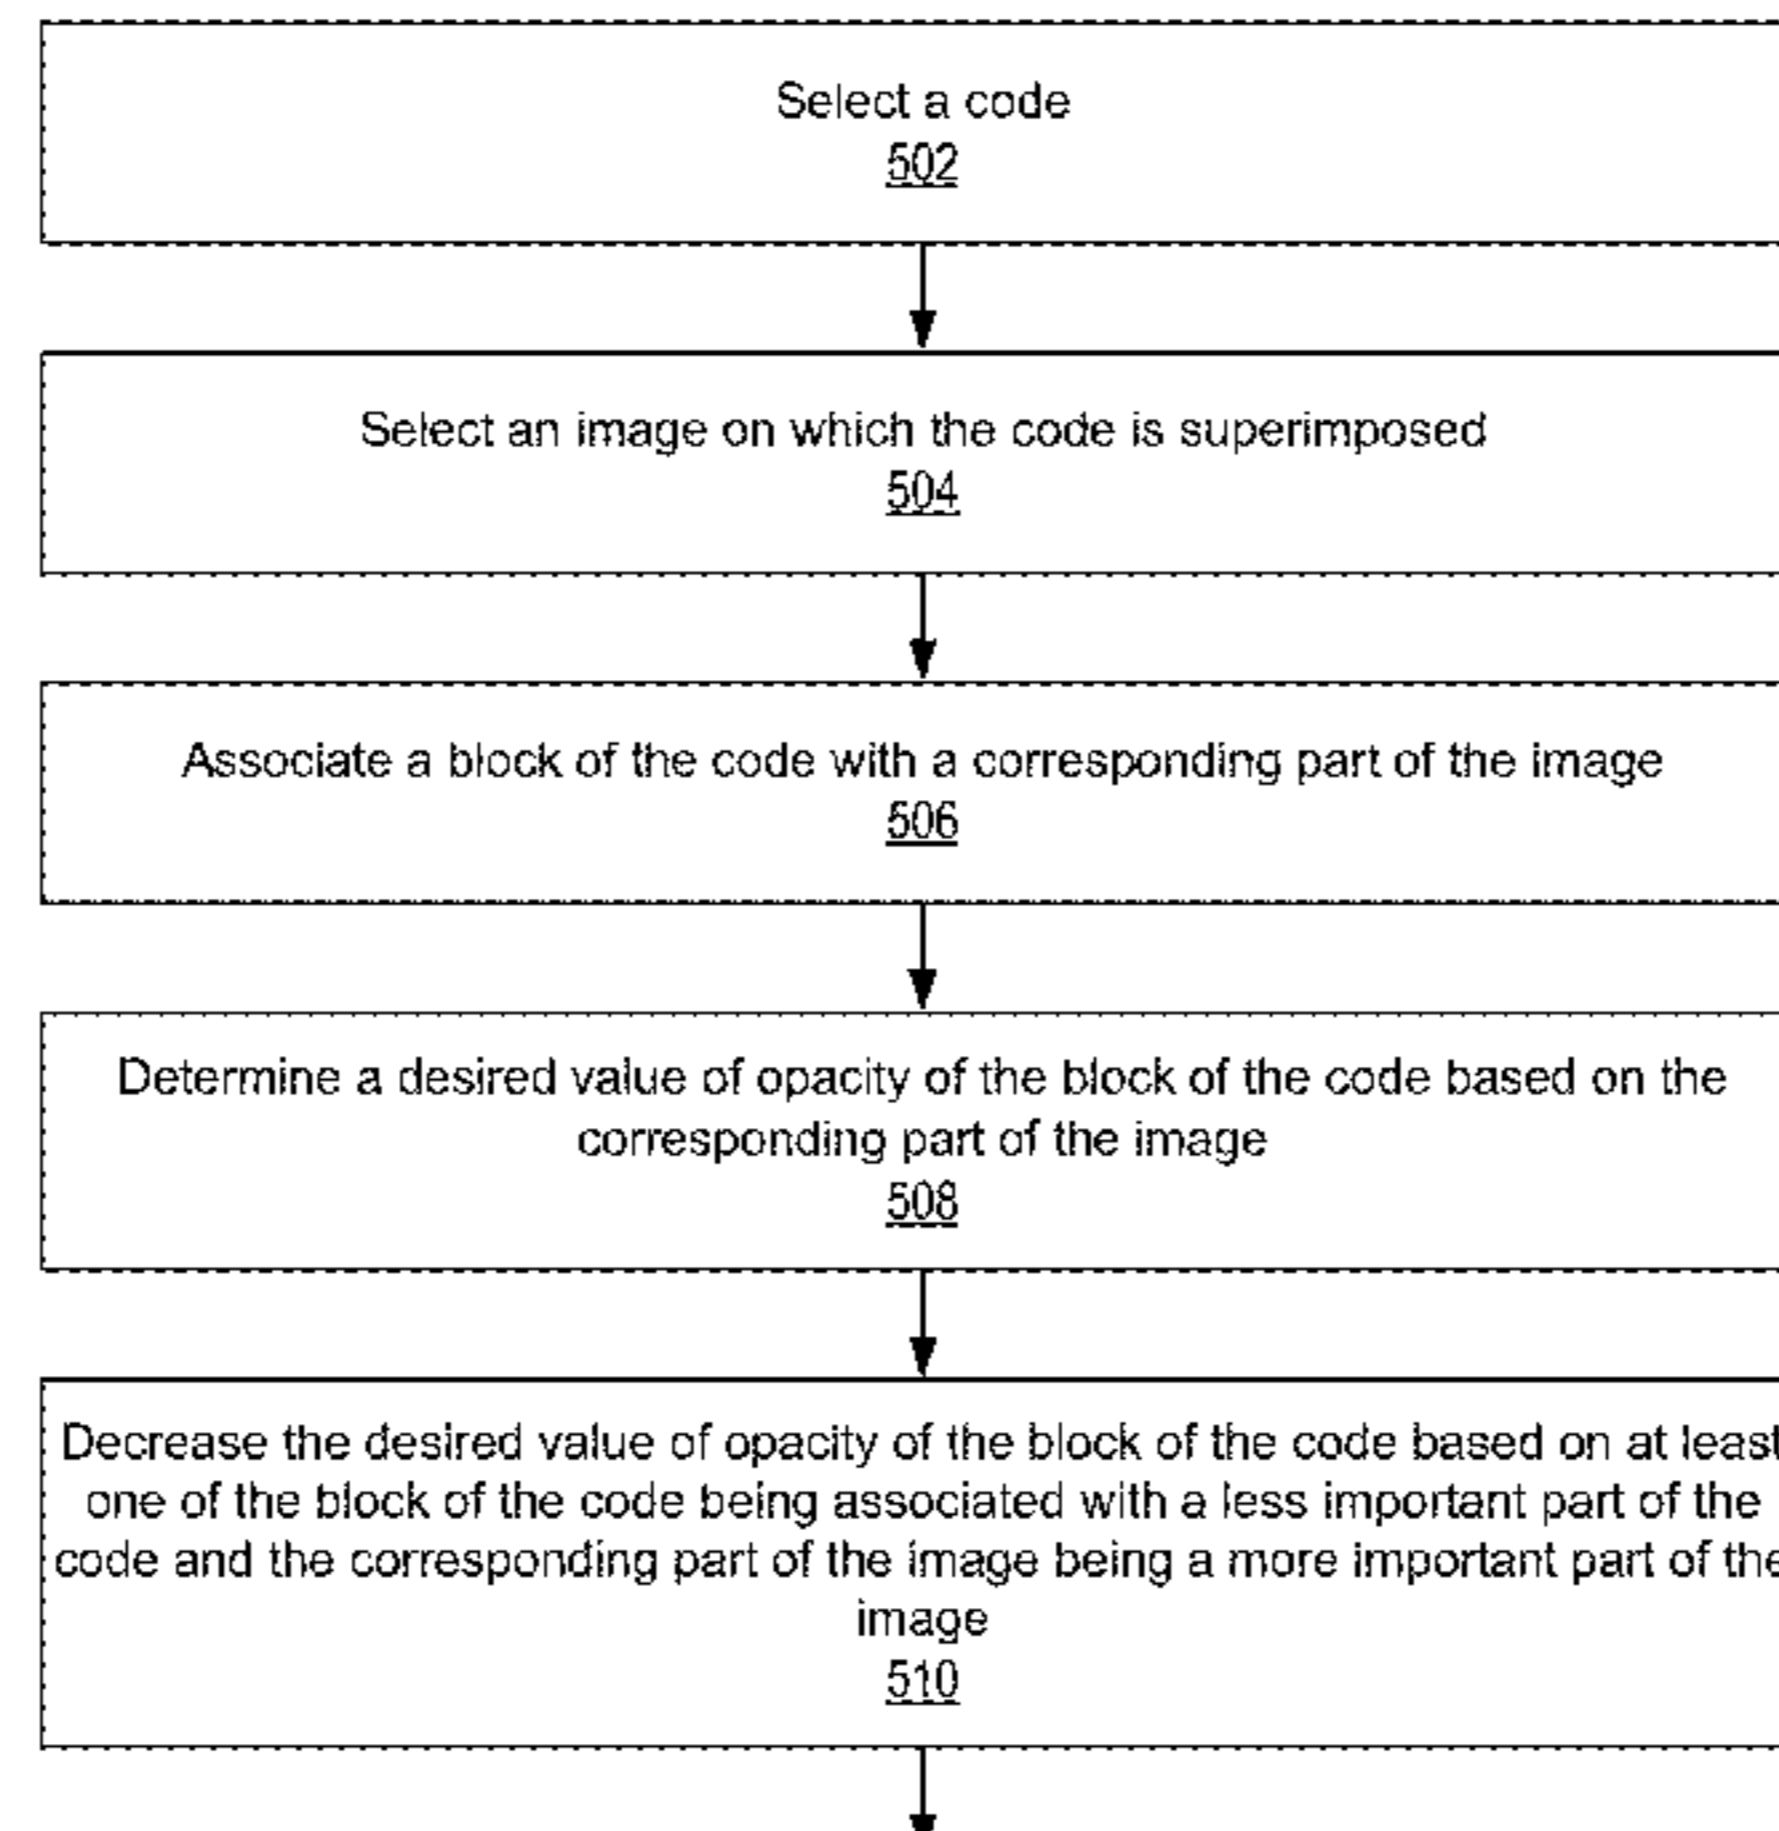 Select a code
502
Select an image on which the code is superimposed
504
Associate a block of the code with a corresponding part of the image
506
Determine a desired value of opacity of the block of the code based on the
corresponding part of the image
508
Decrease the desired value of opacity of the block of the code based on at least
one of the block of the code being associated with a less important part of the
code and the corresponding part of the image being a more important part of the
image
510